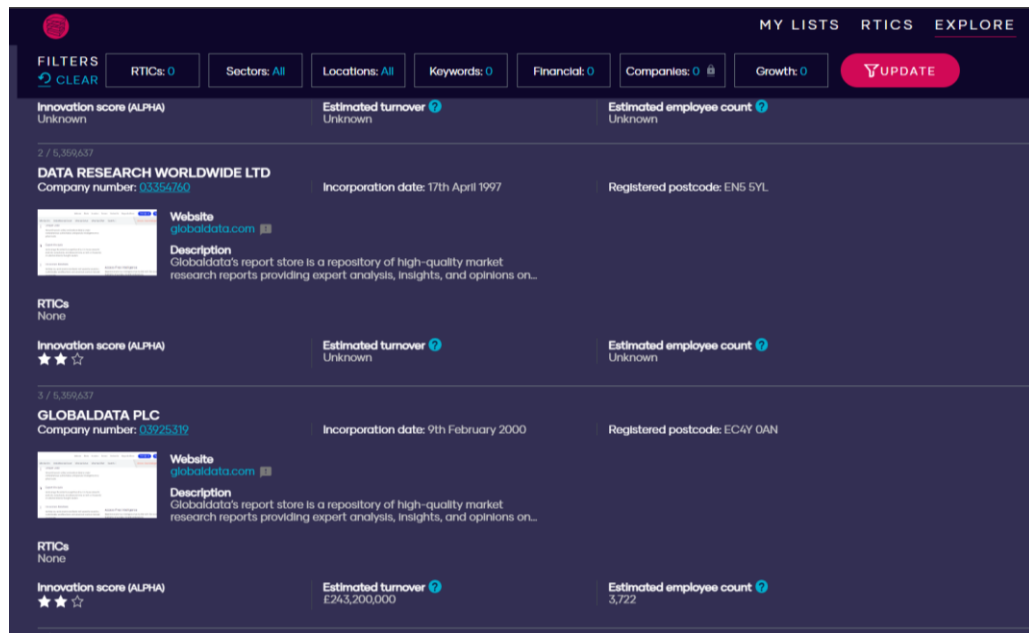 MY LISTS RTICS EXPLORE
FILTERS
CLEAR
RTICs: 0
Sectors: All
Locations: All
Keywords: 0
Financial: 0
Companies: 0
Growth: 0
UPDATE
Innovation score (ALPHA) Estimated turnover ? Estimated employee count ?
Unknown Unknown Unknown
2 / 5,359,637
DATA RESEARCH WORLDWIDE LTD
Company number: 03354760 Incorporation date: 17th April 1997 Registered postcode: EN5 5YL
Website
globaldata.com
Description
Globaldata's report store is a repository of high-quality market
research reports providing expert analysis, insights, and opinions on...
RTICs
None
Innovation score (ALPHA) Estimated turnover ? Estimated employee count ?
Unknown Unknown
3 / 5,359,637
GLOBALDATA PLC
Company number: 03925319 Incorporation date: 9th February 2000 Registered postcode: EC4Y 0AN
Website
globaldata.com
Description
Globaldata's report store is a repository of high-quality market
research reports providing expert analysis, insights, and opinions on...
RTICs
None
Innovation score (ALPHA) Estimated turnover ? Estimated employee count ?
£243,200,000 3,722